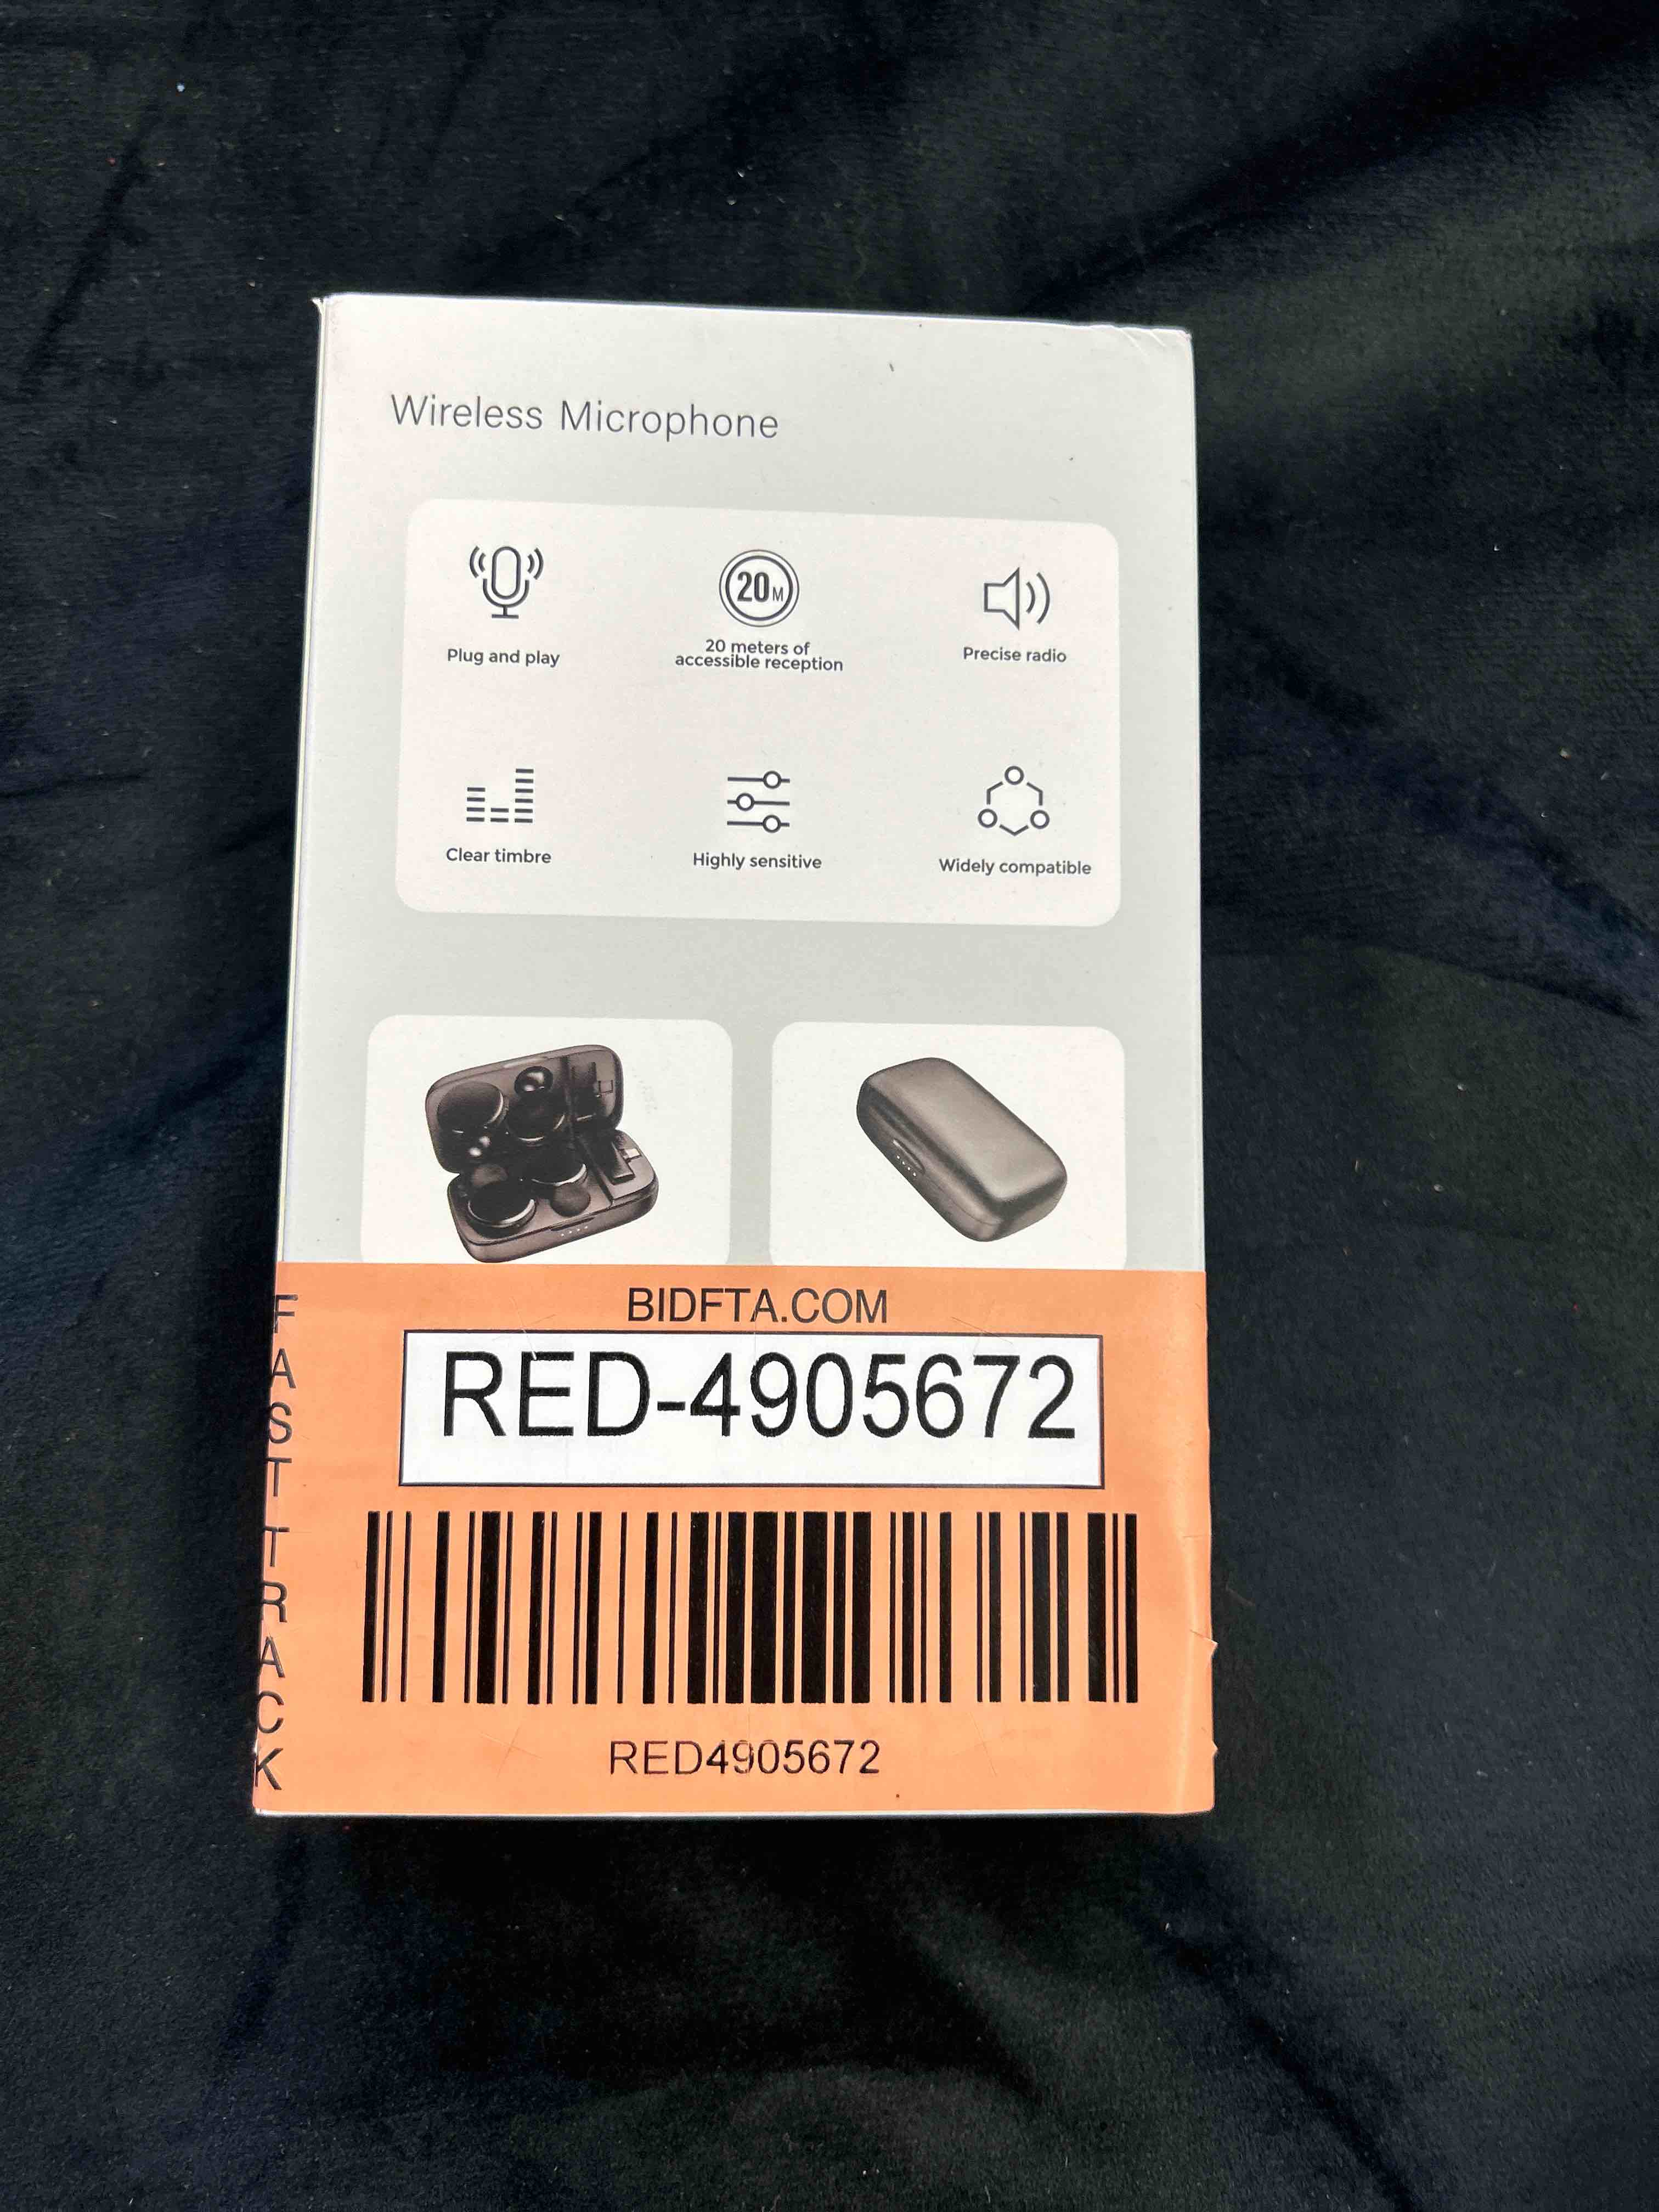 Wireless Microphone
Plug and play
20M
20 meters of
accessible reception
Precise radio
Clear timbre
Highly sensitive
Widely compatible
BIDFTA.COM
RED-4905672
FAST TRACK
RED4905672